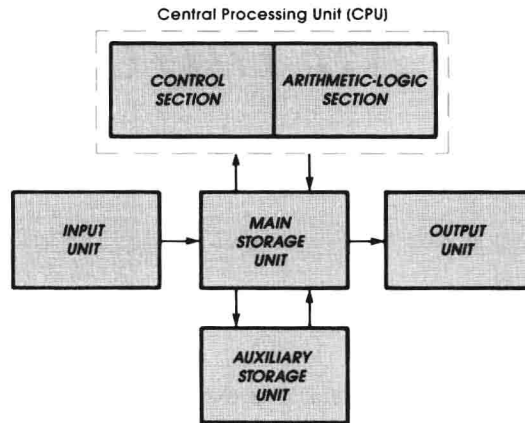 Central Processing Unit (CPU)
CONTROL
SECTION
ARITHMETIC-LOGIC
SECTION
INPUT
UNIT
MAIN
STORAGE
UNIT
OUTPUT
UNIT
AUXILIARY
STORAGE
UNIT